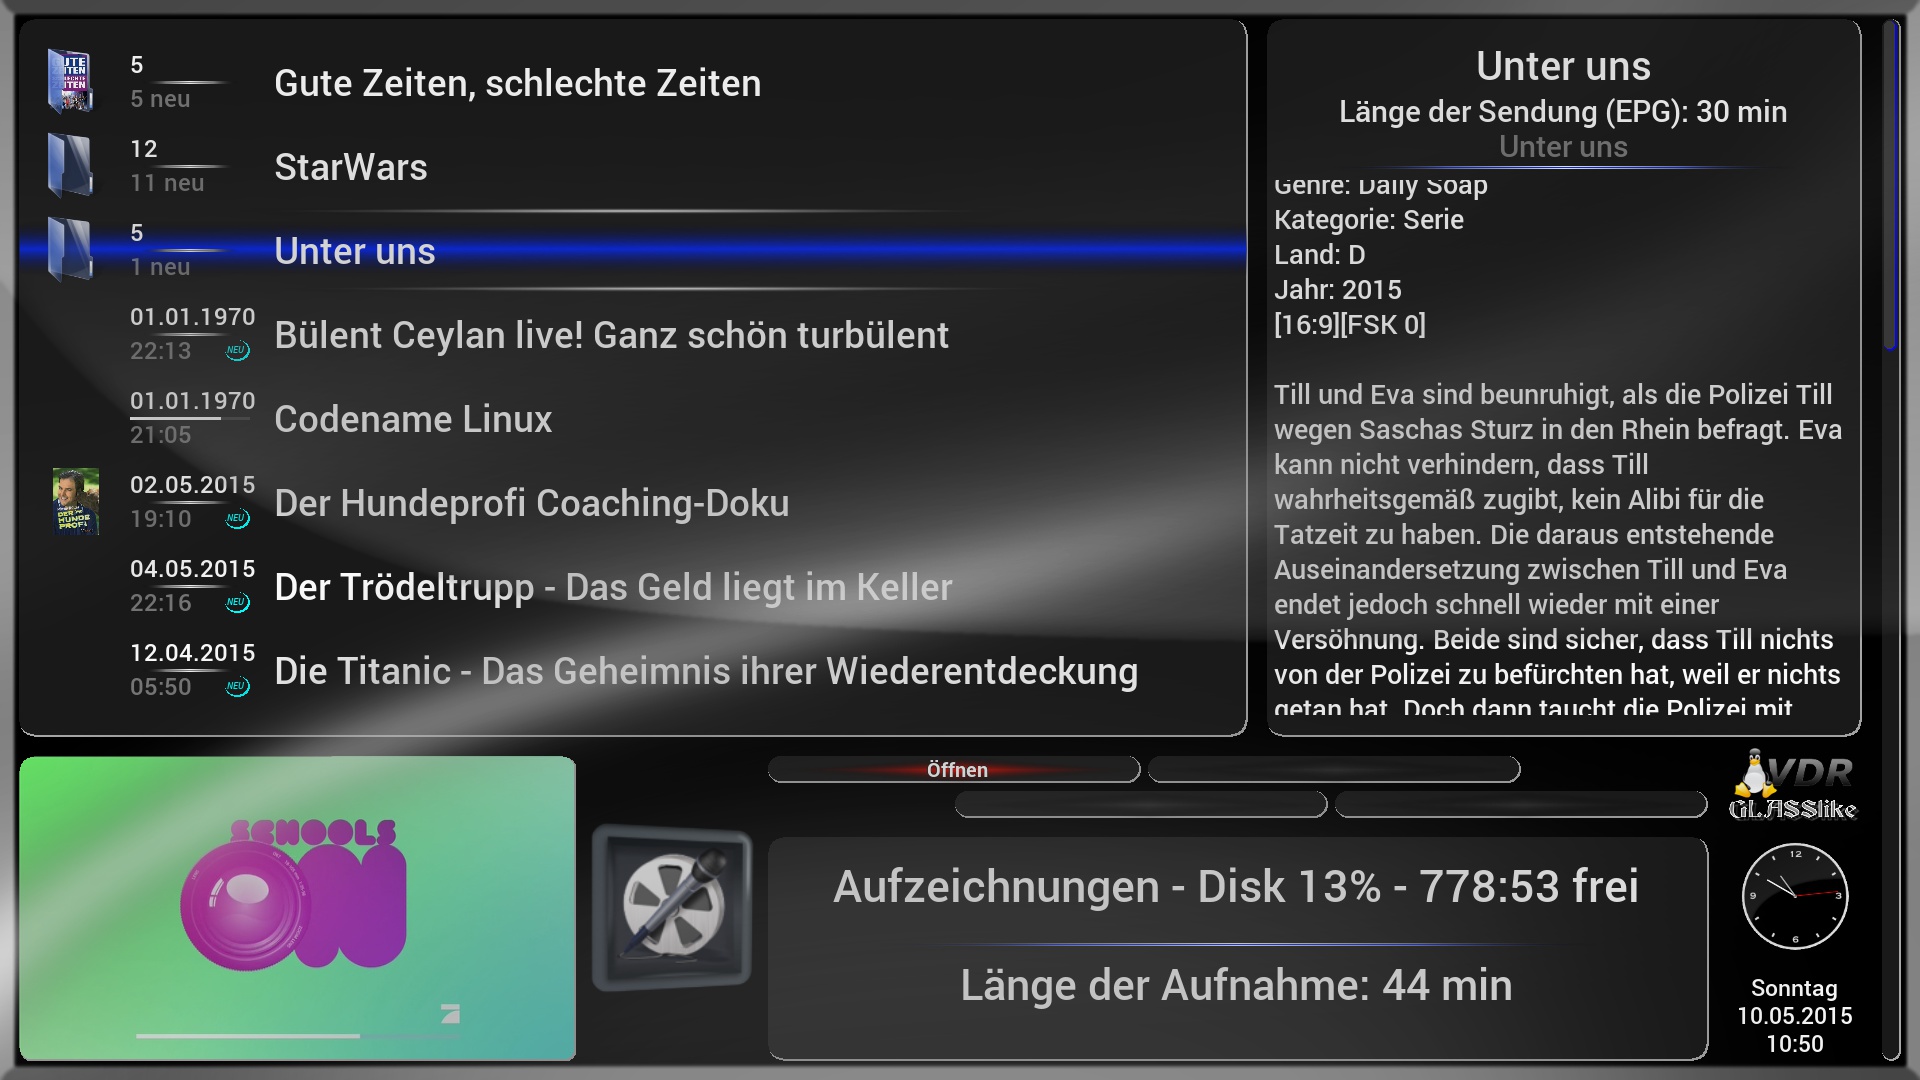 5
5 neu
Gute Zeiten, schlechte Zeiten
12
11 neu
StarWars
5
1 neu
Unter uns
01.01.1970
22:13
NEU
Bülent Ceylan live! Ganz schön turbülent
01.01.1970
21:05
Codename Linux
DER
HUNDE
PROFI
02.05.2015
19:10
NEU
Der Hundeprofi Coaching-Doku
04.05.2015
22:16
NEU
Der Trödeltrupp - Das Geld liegt im Keller
12.04.2015
05:50
NEU
Die Titanic - Das Geheimnis ihrer Wiederentdeckung
Unter uns
Länge der Sendung (EPG): 30 min
Unter uns
Genre: Daily Soap
Kategorie: Serie
Land: D
Jahr: 2015
[16:9][FSK 0]
Till und Eva sind beunruhigt, als die Polizei Till
wegen Saschas Sturz in den Rhein befragt. Eva
kann nicht verhindern, dass Till
wahrheitsgemäß zugibt, kein Alibi für die
Tatzeit zu haben. Die daraus entstehende
Auseinandersetzung zwischen Till und Eva
endet jedoch schnell wieder mit einer
Versöhnung. Beide sind sicher, dass Till nichts
von der Polizei zu befürchten hat, weil er nichts
getan hat. Doch dann taucht die Polizei mit
SCHOOLS
Öffnen
VDR
GLASSlike
Aufzeichnungen - Disk 13% - 778:53 frei
Länge der Aufnahme: 44 min
12
9
3
6
Sonntag
10.05.2015
10:50